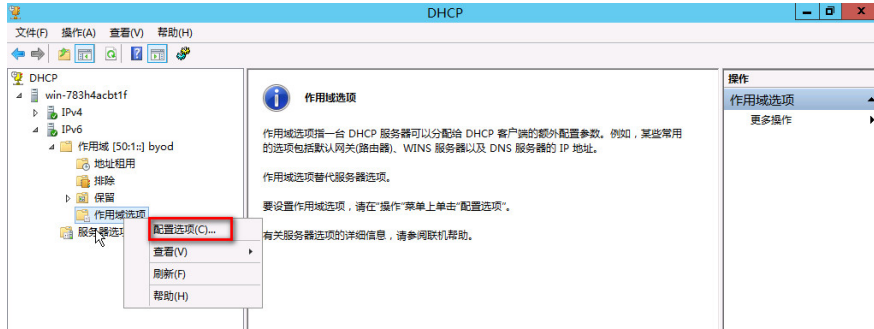 DHCP
文件(F) 操作(A) 查看(V) 帮助(H)
DHCP
win-783h4acbt1f
IPv4
IPv6
作用域 [50:1::] byod
地址租用
排除
保留
作用域选项
服务器选项
配置选项(C)...
查看(V)
刷新(F)
帮助(H)
作用域选项
作用域选项指一台 DHCP 服务器可以分配给 DHCP 客户端的额外配置参数。例如，某些常用
的选项包括默认网关(路由器)、WINS 服务器以及 DNS 服务器的 IP 地址。
作用域选项替代服务器选项。
要设置作用域选项，请在"操作"菜单上单击"配置选项"。
有关服务器选项的详细信息，请参阅联机帮助。
操作
作用域选项
更多操作